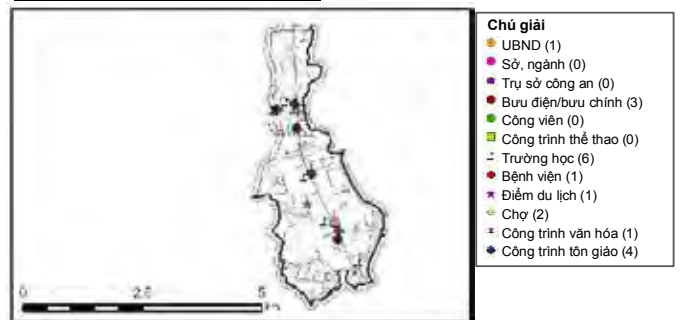 Chú giải
UBND (1)
Sở, ngành (0)
Trụ sở công an (0)
Bưu điện/bưu chính (3)
Công viên (0)
Công trình thể thao (0)
Trường học (6)
Bệnh viện (1)
Điểm du lịch (1)
Chợ (2)
Công trình văn hóa (1)
Công trình tôn giáo (4)
0 2.5 5